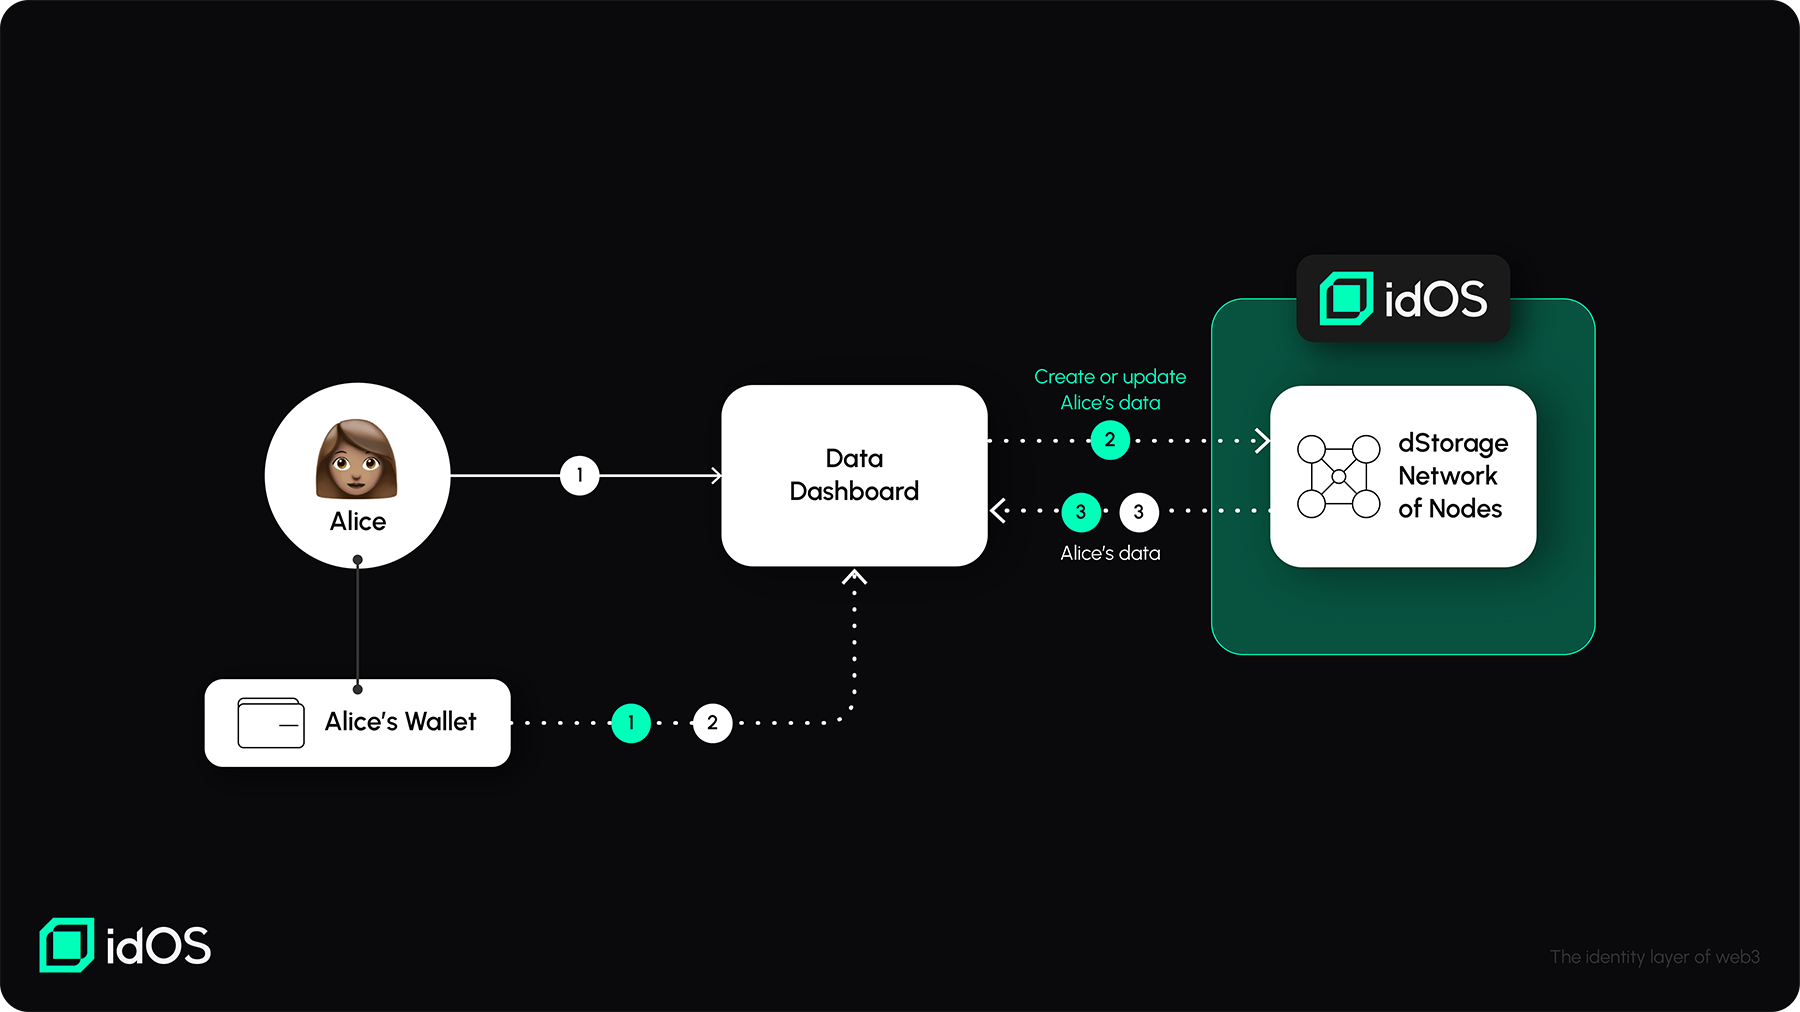 idOS
Create or update
Alice's data
2
Data
Dashboard
dStorage
Network
of Nodes
1
3
3
Alice
Alice's data
Alice's Wallet
1
2
idOS
The identity layer of web3